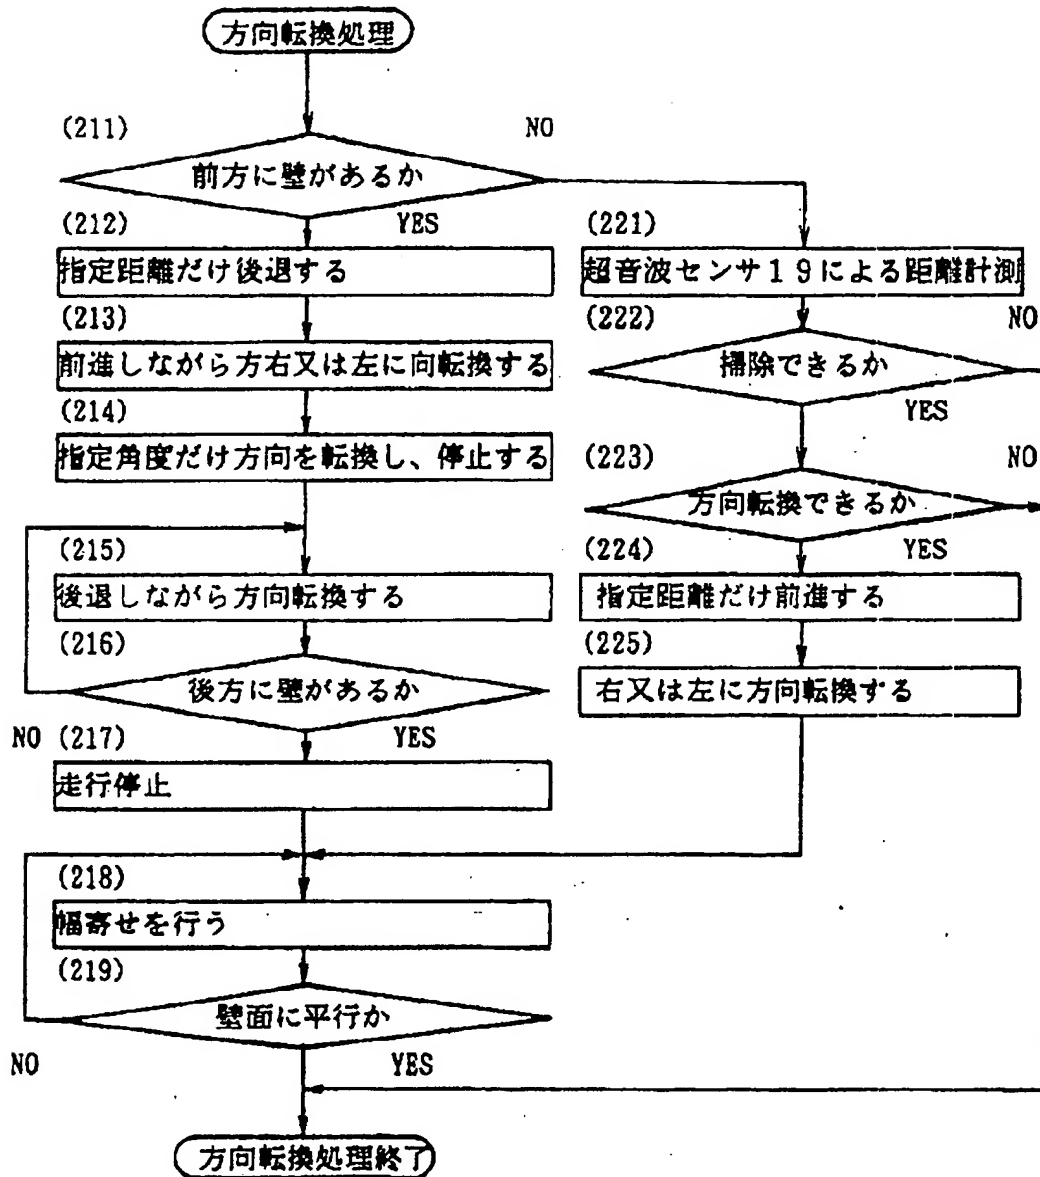 方向転換処理
(211)
NO
前方に壁があるか
(212)
YES
指定距離だけ後退する
(213)
前進しながら方右又は左に向転換する
(214)
指定角度だけ方向を転換し、停止する
(215)
後退しながら方向転換する
(216)
後方に壁があるか
NO (217)
YES
走行停止
(218)
幅寄せを行う
(219)
壁面に平行か
NO
YES
(221)
超音波センサ19による距離計測
(222)
NO
掃除できるか
YES
(223)
NO
方向転換できるか
(224)
YES
指定距離だけ前進する
(225)
右又は左に方向転換する
方向転換処理終了